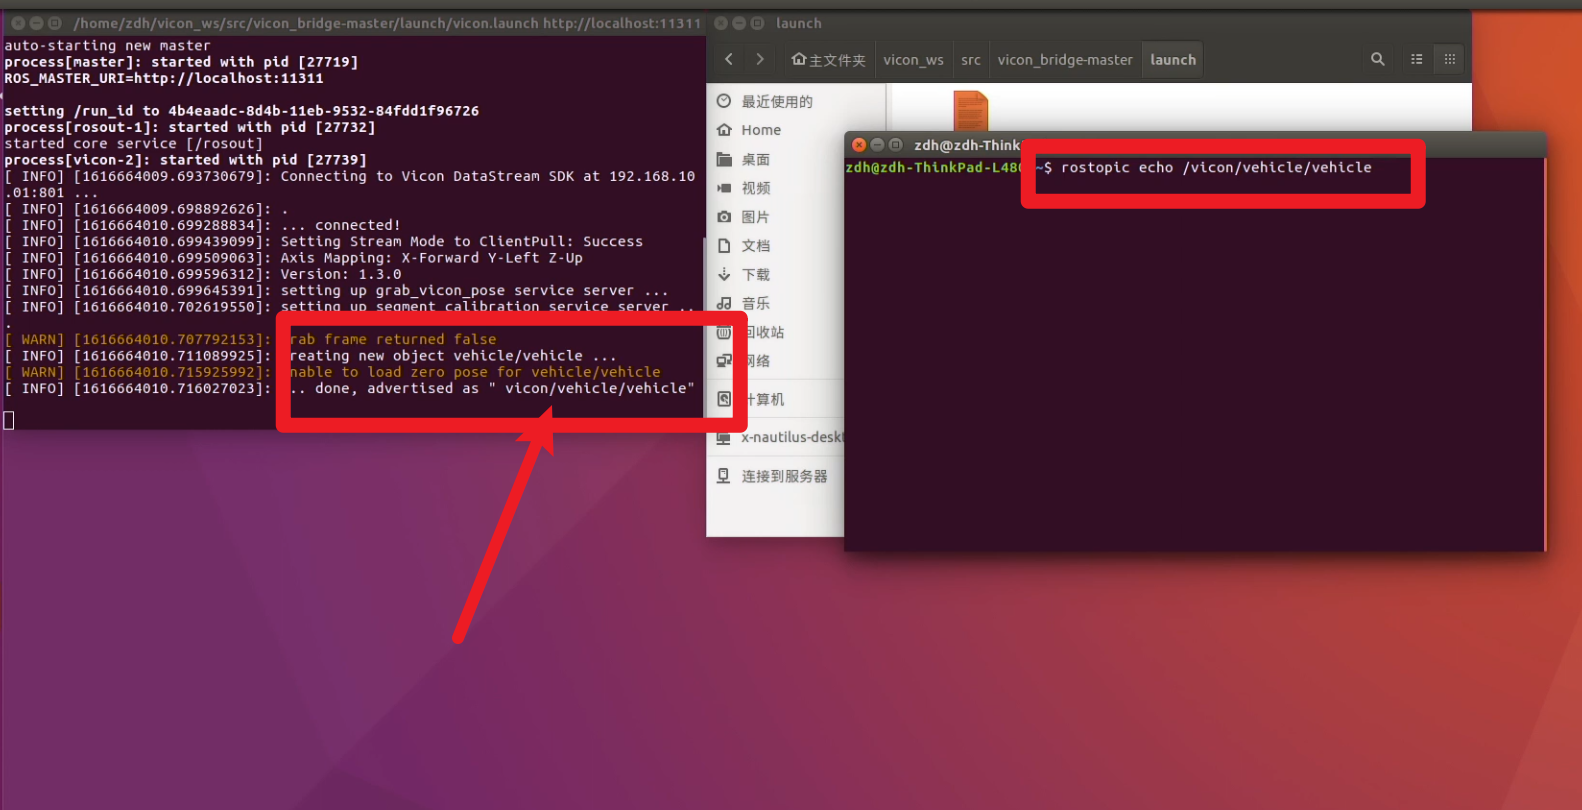 /home/zdh/vicon_ws/src/vicon_bridge-master/launch/vicon.launch http://localhost:11311
auto-starting new master
process[master]: started with pid [27719]
ROS_MASTER_URI=http://localhost:11311
setting /run_id to 4b4eaadc-8d4b-11eb-9532-84fdd1f96726
process[rosout-1]: started with pid [27732]
started core service [/rosout]
process[vicon-2]: started with pid [27739]
[ INFO] [1616664009.693730679]: Connecting to Vicon DataStream SDK at 192.168.10
.01:801 ...
[ INFO] [1616664009.698892626]: .
[ INFO] [1616664010.699288834]: ... connected!
[ INFO] [1616664010.699439099]: Setting Stream Mode to ClientPull: Success
[ INFO] [1616664010.699509063]: Axis Mapping: X-Forward Y-Left Z-Up
[ INFO] [1616664010.699596312]: Version: 1.3.0
[ INFO] [1616664010.699645391]: setting up grab_vicon_pose service server ...
[ INFO] [1616664010.702619550]: setting up segment calibration service server ..
.
[ WARN] [1616664010.707792153]: rab frame returned false
[ INFO] [1616664010.711089925]: reating new object vehicle/vehicle ...
[ WARN] [1616664010.715925992]: nable to load zero pose for vehicle/vehicle
[ INFO] [1616664010.716027023]: .. done, advertised as " vicon/vehicle/vehicle"
launch
主文件夹 vicon_ws src vicon_bridge-master launch
最近使用的
Home
桌面
视频
图片
文档
下载
音乐
回收站
网络
计算机
x-nautilus-deskt
连接到服务器
zdh@zdh-Think
zdh@zdh-ThinkPad-L480 ~$ rostopic echo /vicon/vehicle/vehicle